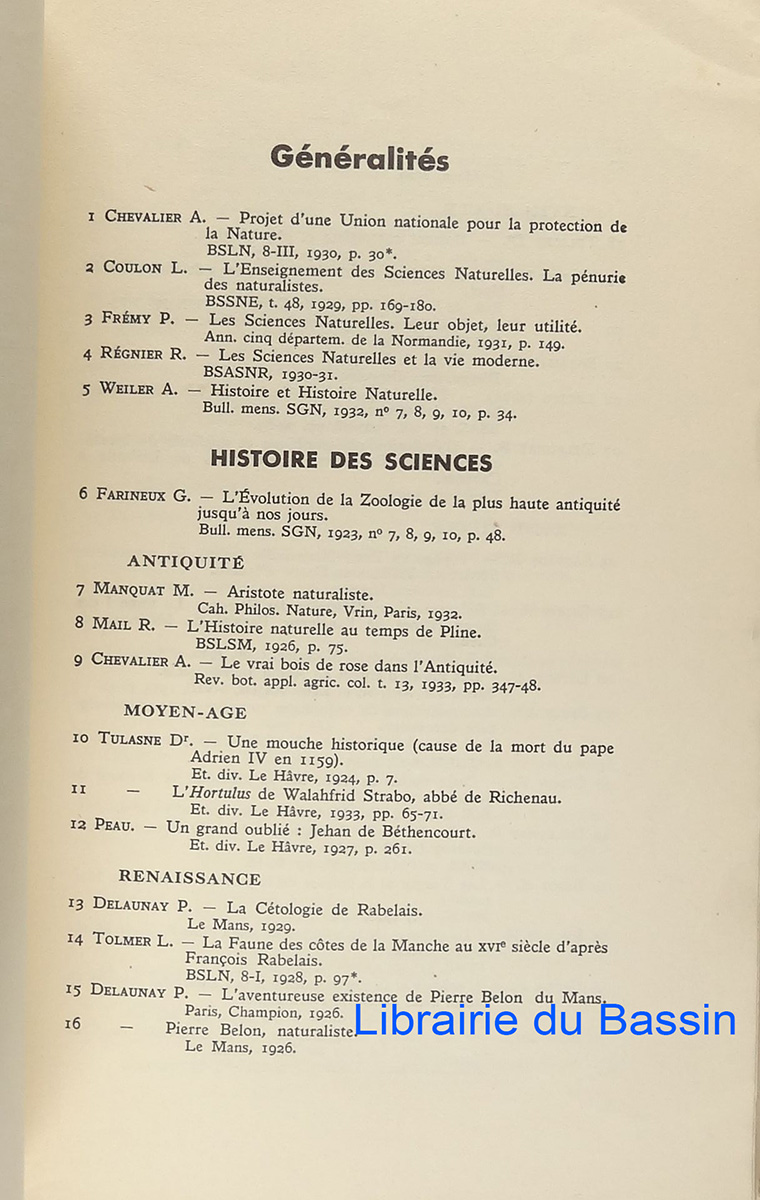 Généralités
1 CHEVALIER A. — Projet d'une Union nationale pour la protection de
la Nature.
BSLN, 8-III, 1930, p. 30*.
2 COULON L. — L'Enseignement des Sciences Naturelles. La pénurie
des naturalistes.
BSSNE, t. 48, 1929, pp. 169-180.
3 FRÉMY P. — Les Sciences Naturelles. Leur objet, leur utilité.
Ann. cinq départem. de la Normandie, 1931, p. 149.
4 RÉGNIER R. — Les Sciences Naturelles et la vie moderne.
BSASNR, 1930-31.
5 WEILER A. — Histoire et Histoire Naturelle.
Bull. mens. SGN, 1932, nº 7, 8, 9, 10, p. 34.
HISTOIRE DES SCIENCES
6 FARINEUX G. — L'Évolution de la Zoologie de la plus haute antiquité
jusqu'à nos jours.
Bull. mens. SGN, 1923, nº 7, 8, 9, 10, p. 48.
ANTIQUITÉ
7 MANQUAT M. — Aristote naturaliste.
Cah. Philos. Nature, Vrin, Paris, 1932.
8 MAIL R. — L'Histoire naturelle au temps de Pline.
BSLSM, 1926, p. 75.
9 CHEVALIER A. — Le vrai bois de rose dans l'Antiquité.
Rev. bot. appl. agric. col. t. 13, 1933, pp. 347-48.
MOYEN-AGE
10 TULASNE Dr. — Une mouche historique (cause de la mort du pape
Adrien IV en 1159).
Et. div. Le Hâvre, 1924, p. 7.
11 — L'Hortulus de Walahfrid Strabo, abbé de Richenau.
Et. div. Le Hâvre, 1933, pp. 65-71.
12 PEAU. — Un grand oublié : Jehan de Béthencourt.
Et. div. Le Hâvre, 1927, p. 261.
RENAISSANCE
13 DELAUNAY P. — La Cétologie de Rabelais.
Le Mans, 1929.
14 TOLMER L. — La Faune des côtes de la Manche au XVIe siècle d'après
François Rabelais.
BSLN, 8-I, 1928, p. 97*.
15 DELAUNAY P. — L'aventureuse existence de Pierre Belon du Mans.
Paris, Champion, 1926.
16 — Pierre Belon, naturaliste.
Le Mans, 1926.
Librairie du Bassin